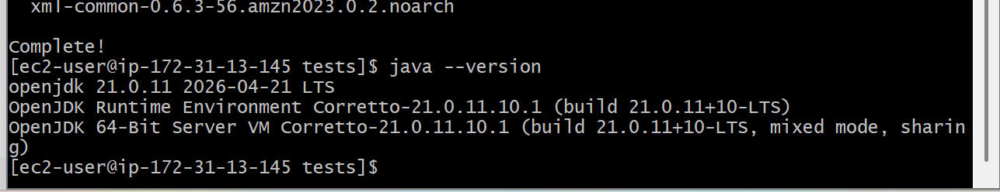 xml-common-0.6.3-56.amzn2023.0.2.noarch
Complete!
[ec2-user@ip-172-31-13-145 tests]$ java --version
openjdk 21.0.11 2026-04-21 LTS
OpenJDK Runtime Environment Corretto-21.0.11.10.1 (build 21.0.11+10-LTS)
OpenJDK 64-Bit Server VM Corretto-21.0.11.10.1 (build 21.0.11+10-LTS, mixed mode, sharin
g)
[ec2-user@ip-172-31-13-145 tests]$